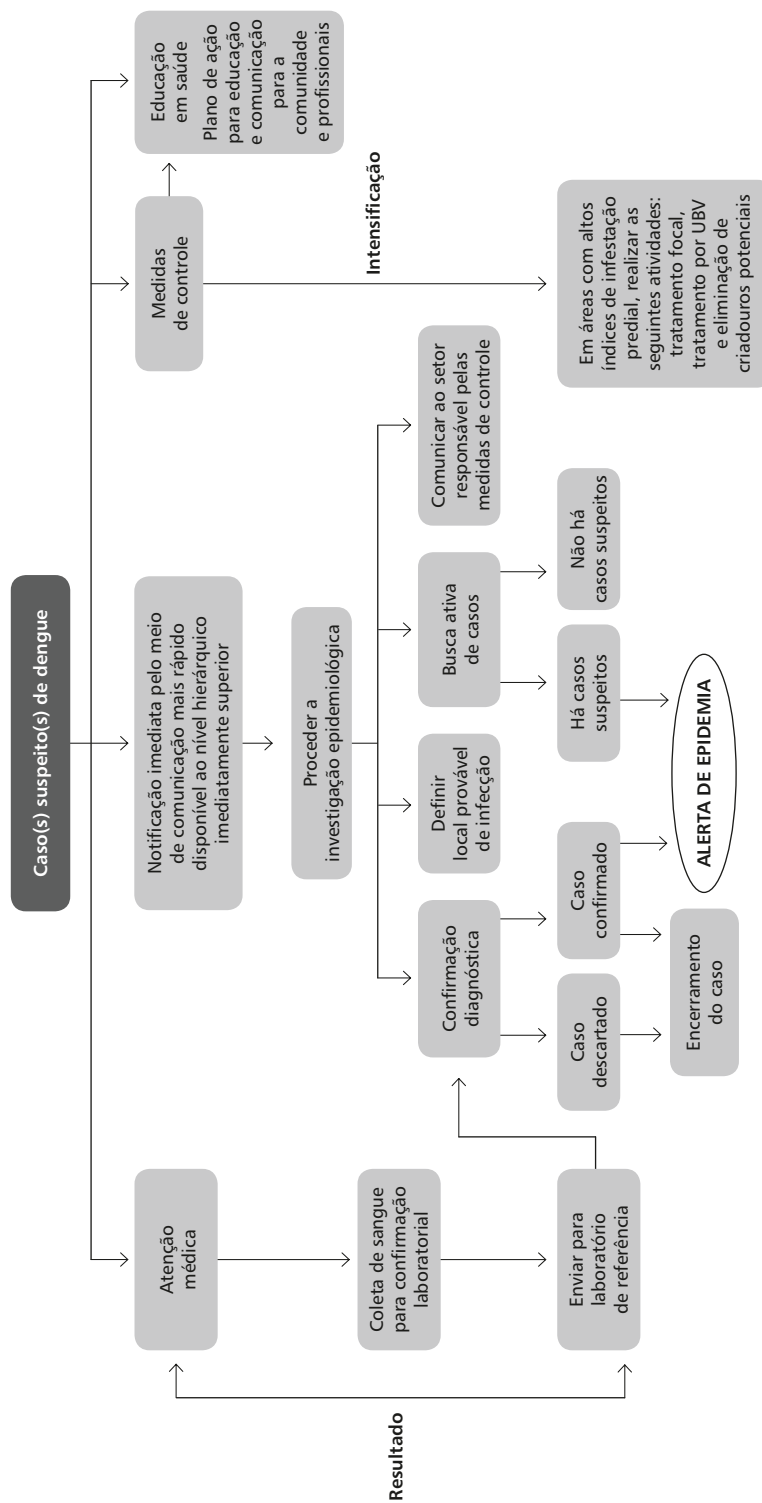 Caso(s) suspeito(s) de dengue
Atenção
médica
Notificação imediata pelo meio
de comunicação mais rápido
disponível ao nível hierárquico
imediatamente superior
Medidas
de controle
Educação
em saúde
Plano de ação
para educação
e comunicação
para a
comunidade
e profissionais
Coleta de sangue
para confirmação
laboratorial
Proceder a
investigação epidemiológica
Intensificação
Resultado
Enviar para
laboratório
de referência
Confirmação
diagnóstica
Definir
local provável
de infecção
Busca ativa
de casos
Comunicar ao setor
responsável pelas
medidas de controle
Caso
descartado
Caso
confirmado
Há casos
suspeitos
Não há
casos suspeitos
Em áreas com altos
índices de infestação
predial, realizar as
seguintes atividades:
tratamento focal,
tratamento por UBV
e eliminação de
criadouros potenciais
Encerramento
do caso
ALERTA DE EPIDEMIA